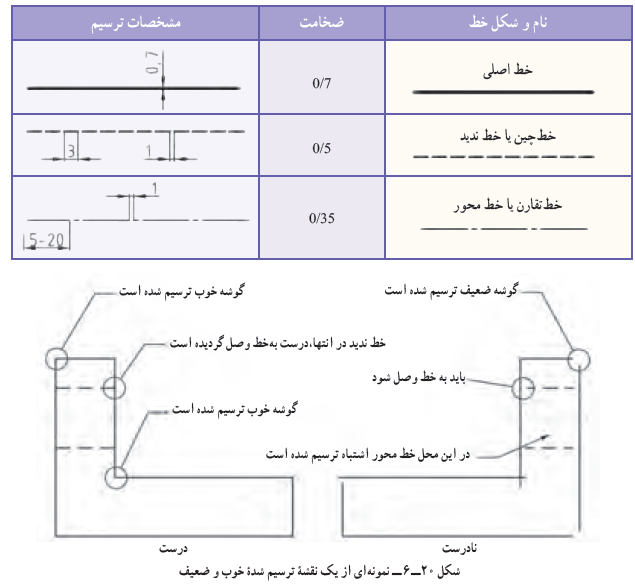 نام و شکل خط	ضخامت	مشخصات ترسیم
خط اصلی	0/7	0,7
خط‌چین یا خط ندید	0/5	3	1
خط‌تقارن یا خط محور	0/35	1
15-20
گوشه ضعیف ترسیم شده است
گوشه خوب ترسیم شده است
خط ندید در انتها،درست به‌خط وصل گردیده است
باید به خط وصل شود
گوشه خوب ترسیم شده است
در این محل خط محور اشتباه ترسیم شده است
نادرست
درست
شکل ۲۰ــ۶ــ نمونه‌ای از یک نقشهٔ ترسیم شدهٔ خوب و ضعیف